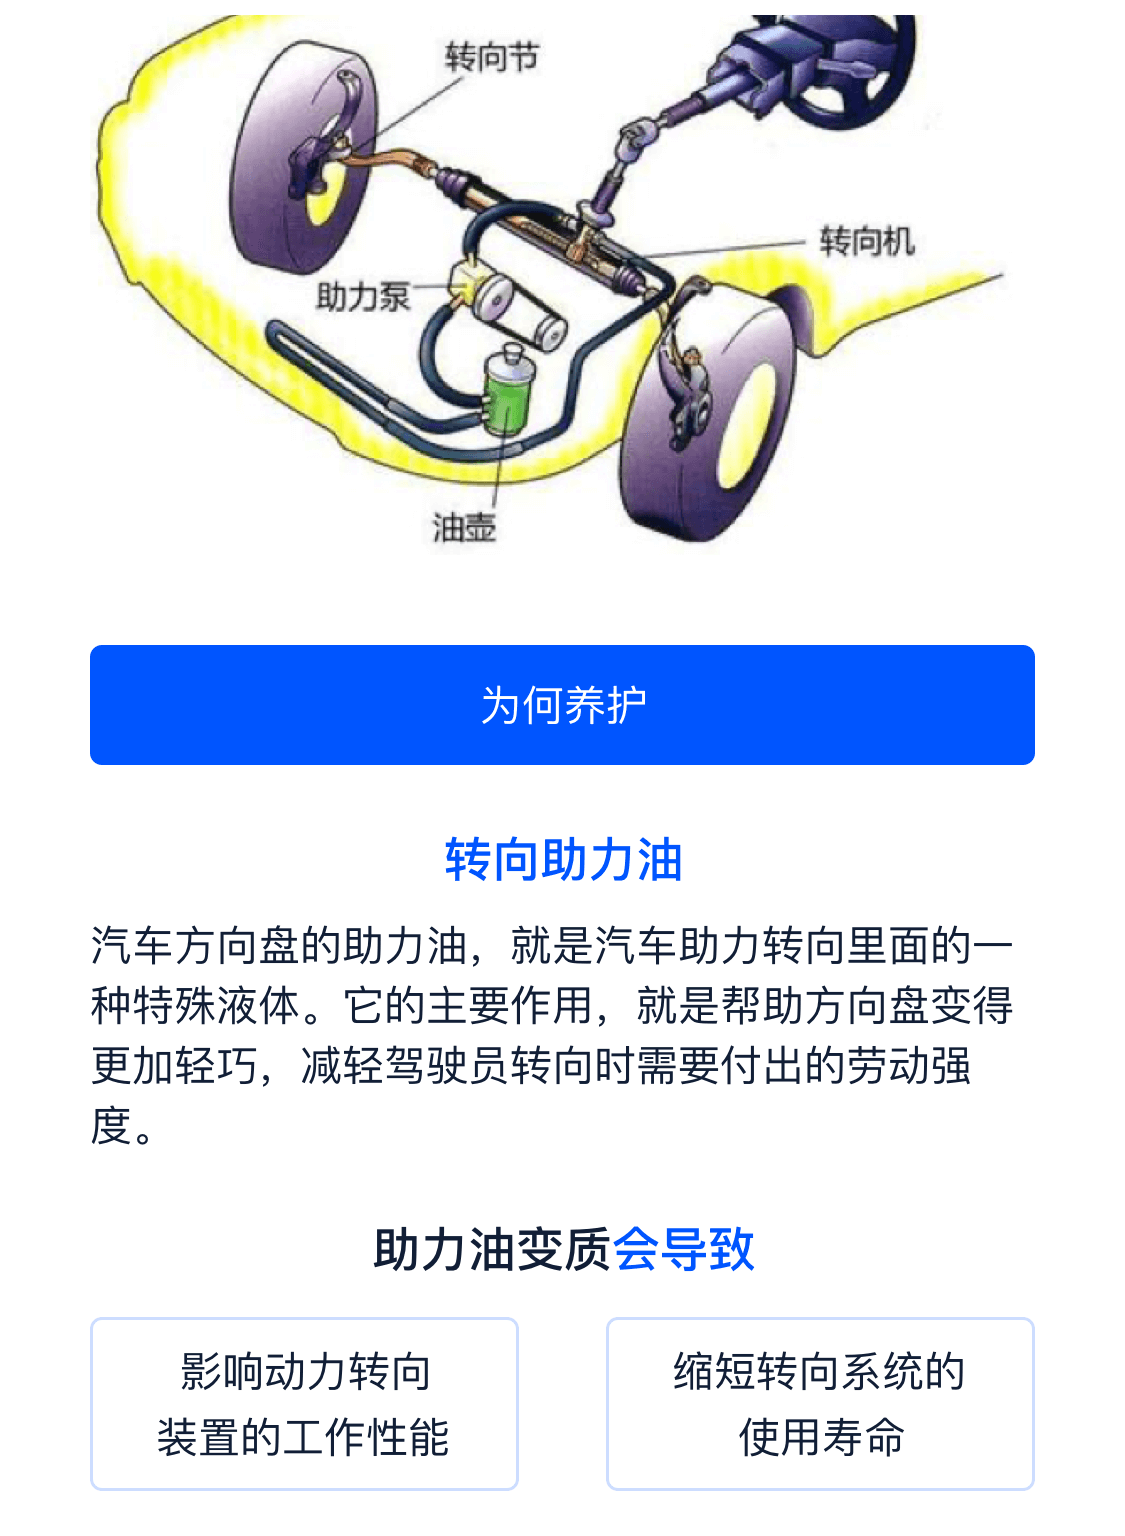 转向节
转向机
助力泵
油壶
为何养护
转向助力油
汽车方向盘的助力油，就是汽车助力转向里面的一
种特殊液体。它的主要作用，就是帮助方向盘变得
更加轻巧，减轻驾驶员转向时需要付出的劳动强
度。
助力油变质会导致
影响动力转向
装置的工作性能
缩短转向系统的
使用寿命